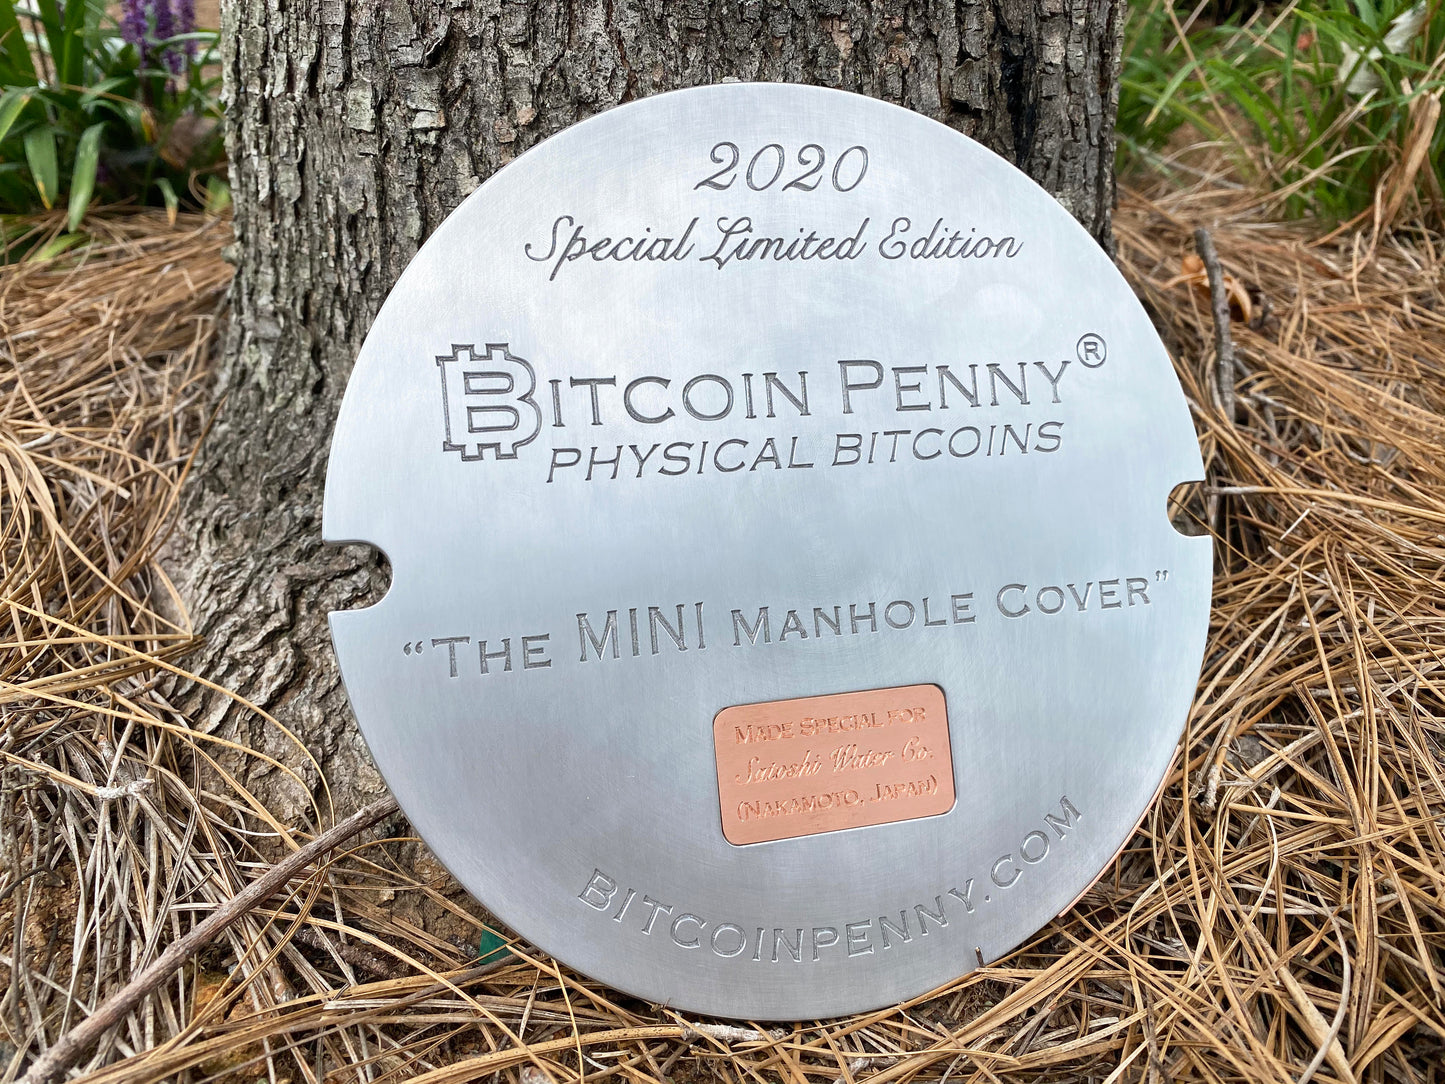 2020
Special Limited Edition
BITCOIN PENNY®
PHYSICAL BITCOINS
“THE MINI MANHOLE COVER”
MADE SPECIAL FOR
Satoshi Water Co.
(NAKAMOTO, JAPAN)
BITCOINPENNY.COM